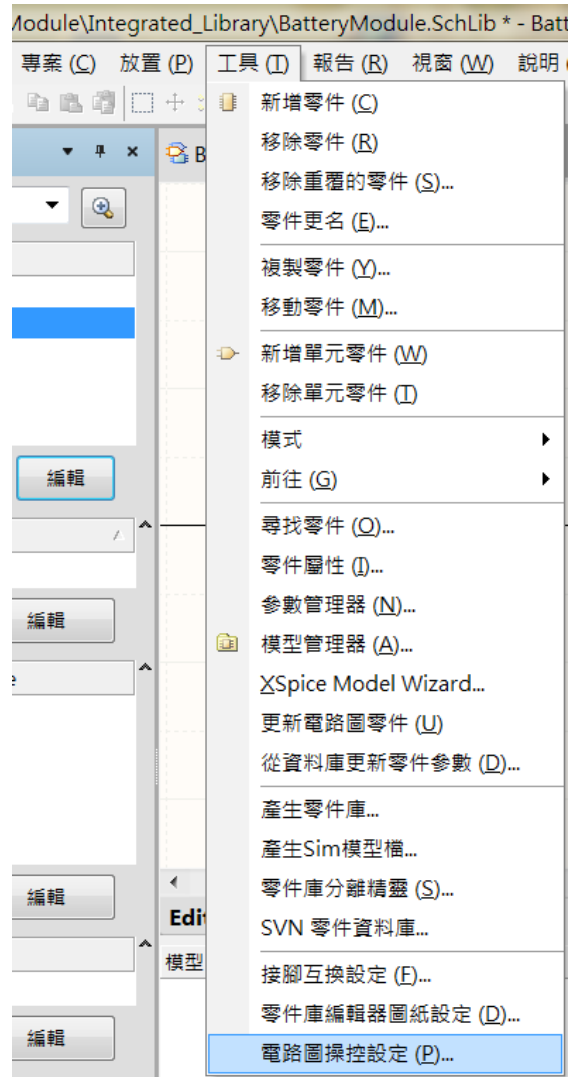 Module\Integrated_Library\BatteryModule.SchLib * - Batt
專案 (C) 放置 (P) 工具 (T) 報告 (R) 視窗 (W) 說明 (
B
新增零件 (C)
移除零件 (R)
移除重覆的零件 (S)...
零件更名 (E)...
複製零件 (Y)...
移動零件 (M)...
新增單元零件 (W)
移除單元零件 (T)
模式
編輯
前往 (G)
尋找零件 (O)...
零件屬性 (I)...
編輯
參數管理器 (N)...
模型管理器 (A)...
XSpice Model Wizard...
更新電路圖零件 (U)
從資料庫更新零件參數 (D)...
產生零件庫...
產生Sim模型檔...
編輯
零件庫分離精靈 (S)...
Edi
SVN 零件資料庫...
模型
接腳互換設定 (F)...
零件庫編輯器圖紙設定 (D)...
編輯
電路圖操控設定 (P)...